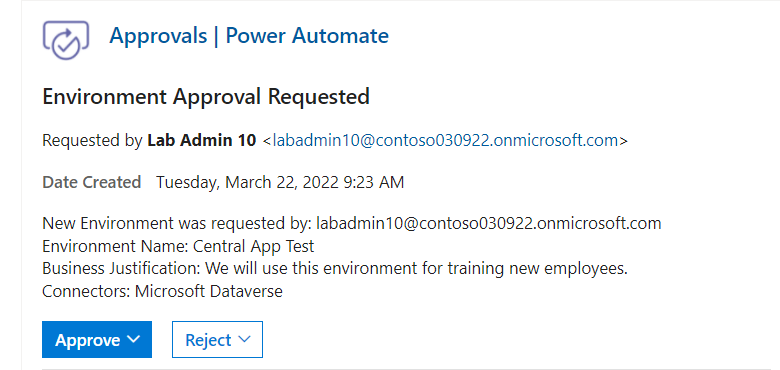 Approvals | Power Automate
Environment Approval Requested
Requested by Lab Admin 10 <labadmin10@contoso030922.onmicrosoft.com>
Date Created Tuesday, March 22, 2022 9:23 AM
New Environment was requested by: labadmin10@contoso030922.onmicrosoft.com
Environment Name: Central App Test
Business Justification: We will use this environment for training new employees.
Connectors: Microsoft Dataverse
Approve Reject